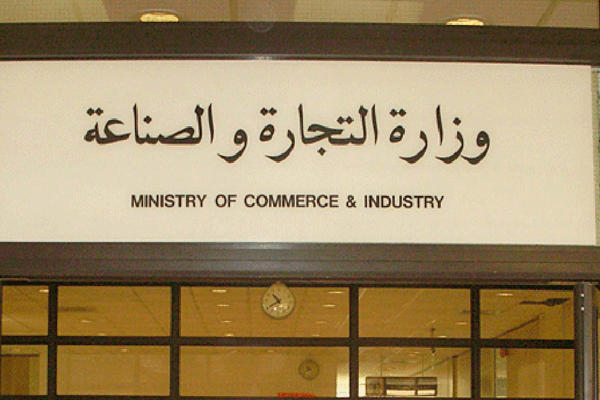 وزارة التجارة و الصناعة
MINISTRY OF COMMERCE & INDUSTRY